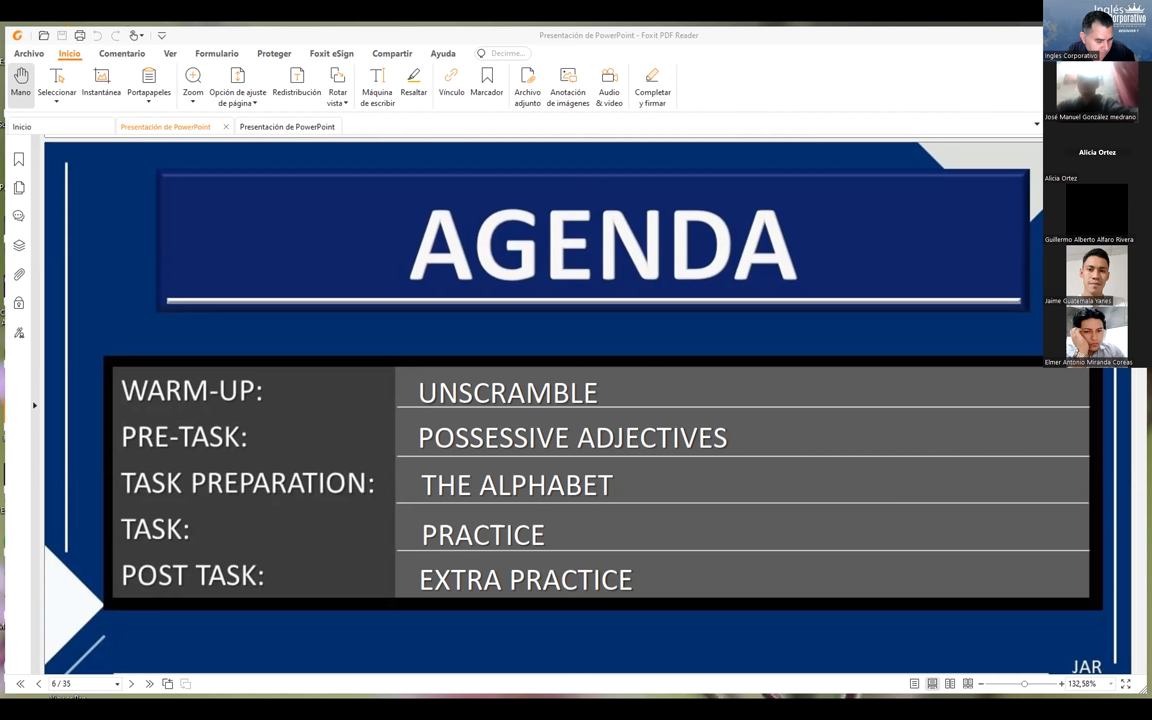 Presentación de PowerPoint - Foxit PDF Reader
Archivo Inicio Comentario Ver Formulario Proteger Foxit eSign Compartir Ayuda Decirme...
Mano Seleccionar Instantánea Portapapeles Zoom Opción de ajuste de página Redistribución Rotar vista Máquina de escribir Resaltar Vínculo Marcador Archivo adjunto Anotación de imágenes Audio & video Completar y firmar
Inicio Presentación de PowerPoint Presentación de PowerPoint
AGENDA
WARM-UP: UNSCRAMBLE
PRE-TASK: POSSESSIVE ADJECTIVES
TASK PREPARATION: THE ALPHABET
TASK: PRACTICE
POST TASK: EXTRA PRACTICE
JAR
6 / 35
132,58%
Inglés
Corporativo
BEGINNER 1
Ingles Corporativo
José Manuel González medrano
Alicia Ortez
Alicia Ortez
Guillermo Alberto Alfaro Rivera
Jaime Guatemala Yanes
Elmer Antonio Miranda Coreas